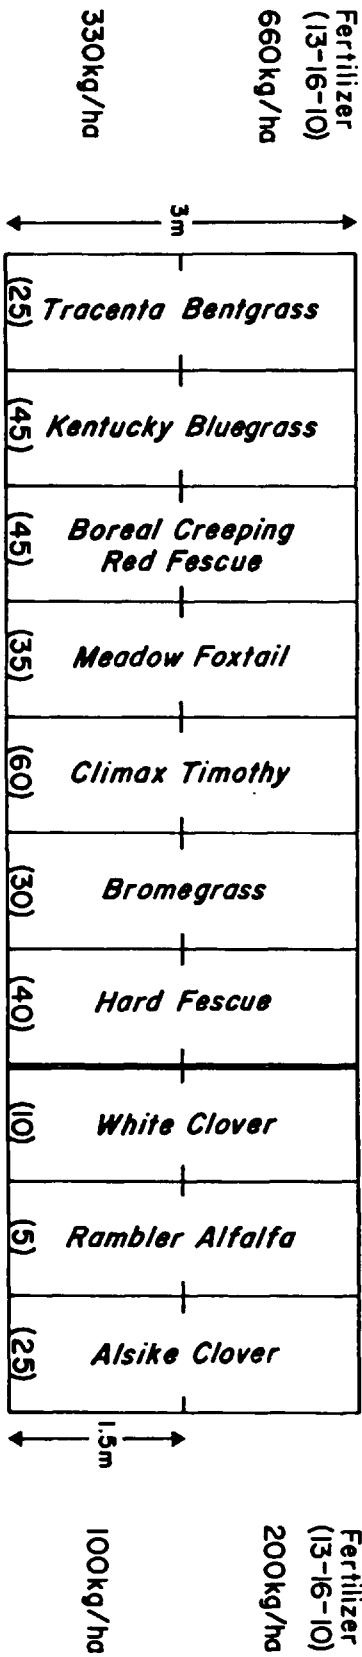 Fertilizer
(13-16-10)
660kg/ha
330kg/ha
3m
Tracenta Bentgrass
(25)
Kentucky Bluegrass
(45)
Boreal Creeping
Red Fescue
(45)
Meadow Foxtail
(35)
Climax Timothy
(60)
Bromegrass
(30)
Hard Fescue
(40)
White Clover
(10)
Rambler Alfalfa
(5)
Alsike Clover
(25)
1.5m
Fertilizer
(13-16-10)
200kg/ha
100kg/ha